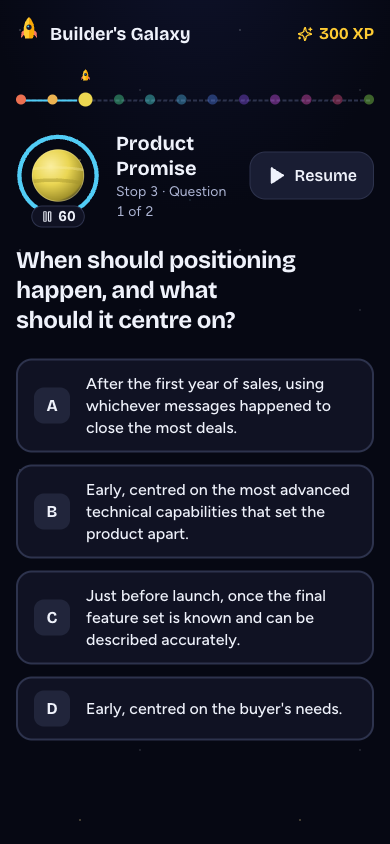 Builder's Galaxy
300 XP
Product
Promise
Stop 3 · Question
1 of 2
Resume
60
When should positioning
happen, and what
should it centre on?
A
After the first year of sales, using
whichever messages happened to
close the most deals.
B
Early, centred on the most advanced
technical capabilities that set the
product apart.
C
Just before launch, once the final
feature set is known and can be
described accurately.
D
Early, centred on the buyer's needs.